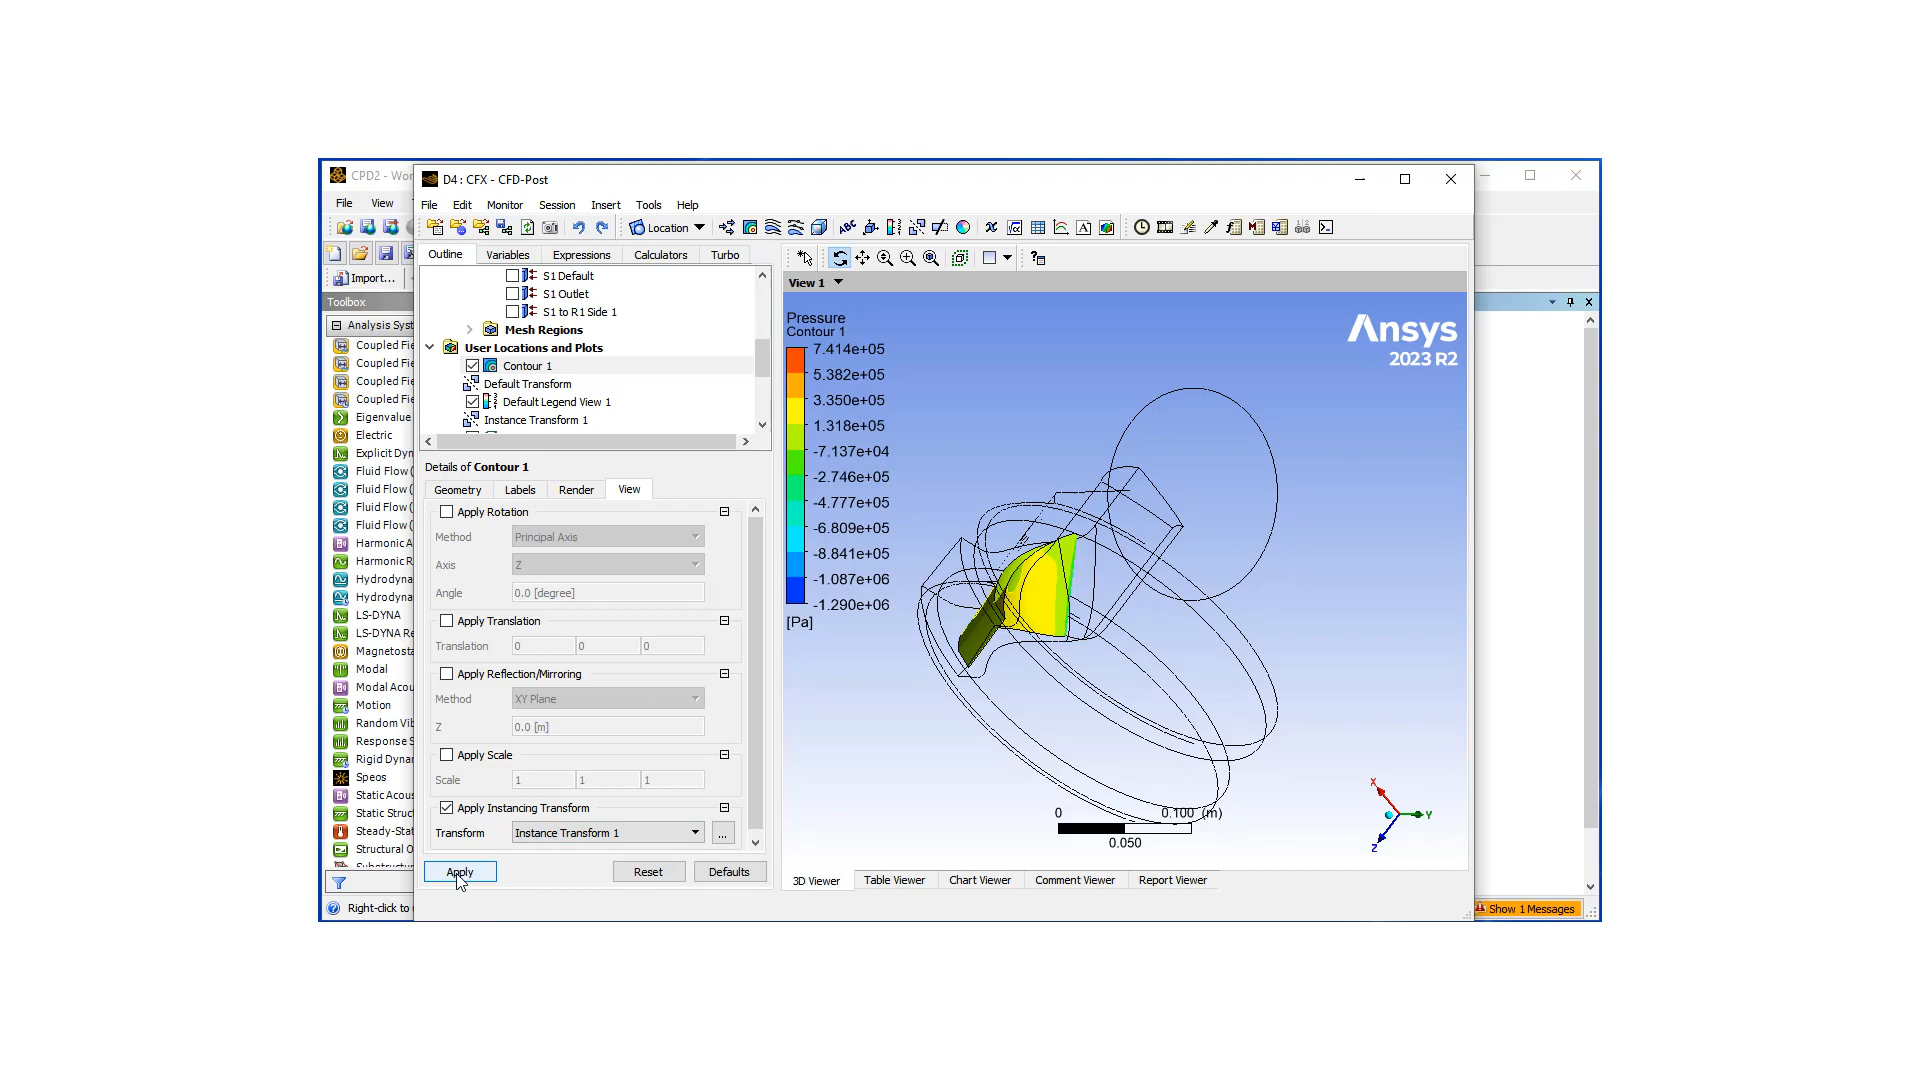 CPD2 - Wor
File View
Import...
Toolbox
Analysis Syst
Coupled Fie
Coupled Fie
Coupled Fie
Coupled Fie
Eigenvalue
Electric
Explicit Dyn
Fluid Flow (
Fluid Flow (
Fluid Flow (
Fluid Flow (
Harmonic A
Harmonic R
Hydrodyna
Hydrodyna
LS-DYNA
LS-DYNA Re
Magnetosta
Modal
Modal Acou
Motion
Random Vib
Response S
Rigid Dynar
Speos
Static Acous
Static Struct
Steady-Stat
Structural O
Right-click to
D4 : CFX - CFD-Post
File Edit Monitor Session Insert Tools Help
Location
Outline Variables Expressions Calculators Turbo
S1 Default
S1 Outlet
S1 to R1 Side 1
Mesh Regions
User Locations and Plots
Contour 1
Default Transform
Default Legend View 1
Instance Transform 1
Details of Contour 1
Geometry Labels Render View
Apply Rotation
Method Principal Axis
Axis Z
Angle 0.0 [degree]
Apply Translation
Translation 0 0 0
Apply Reflection/Mirroring
Method XY Plane
Z 0.0 [m]
Apply Scale
Scale 1 1 1
Apply Instancing Transform
Transform Instance Transform 1 ...
Apply Reset Defaults
View 1
Pressure
Contour 1
7.414e+05
5.382e+05
3.350e+05
1.318e+05
-7.137e+04
-2.746e+05
-4.777e+05
-6.809e+05
-8.841e+05
-1.087e+06
-1.290e+06
[Pa]
Ansys
2023 R2
0 0.100 (m)
0.050
X
Y
Z
3D Viewer Table Viewer Chart Viewer Comment Viewer Report Viewer
Show 1 Messages